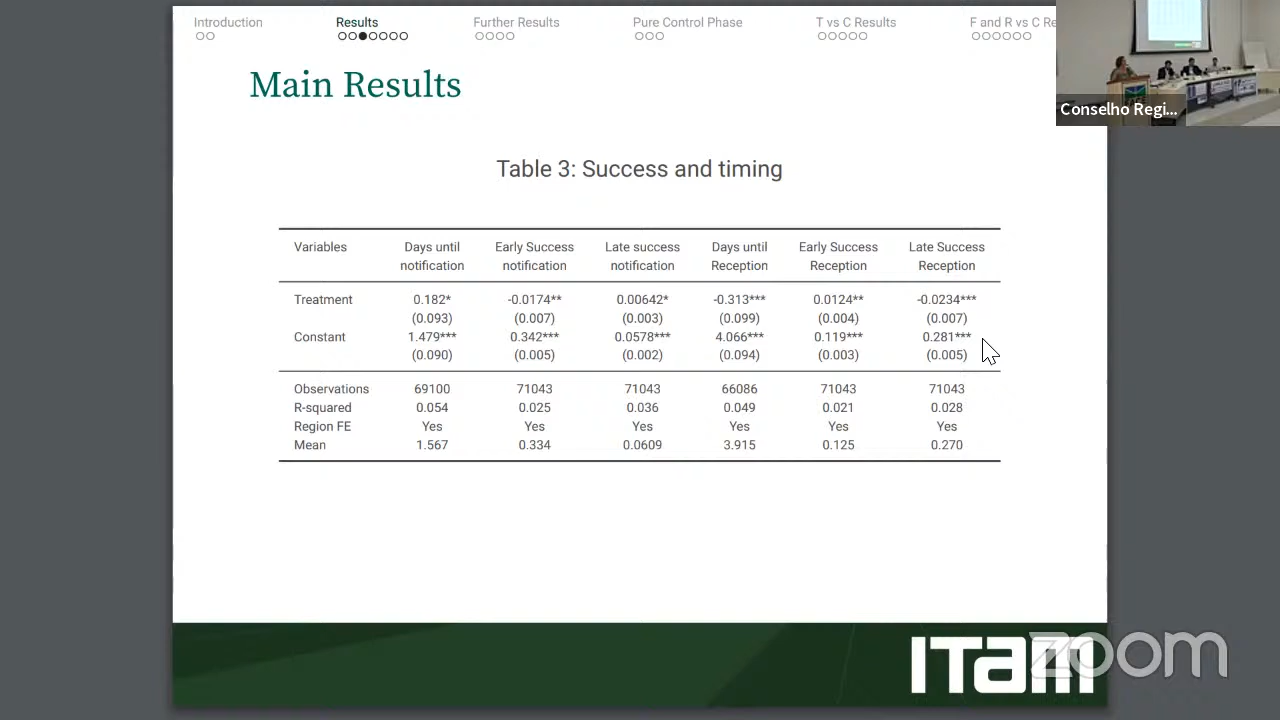 Introduction Results Further Results Pure Control Phase T vs C Results F and R vs C Re
Conselho Regi...
Main Results
Table 3: Success and timing
Variables Days until Early Success Late success Days until Early Success Late Success
notification notification notification Reception Reception Reception
Treatment 0.182* -0.0174** 0.00642* -0.313*** 0.0124** -0.0234***
(0.093) (0.007) (0.003) (0.099) (0.004) (0.007)
Constant 1.479*** 0.342*** 0.0578*** 4.066*** 0.119*** 0.281***
(0.090) (0.005) (0.002) (0.094) (0.003) (0.005)
Observations 69100 71043 71043 66086 71043 71043
R-squared 0.054 0.025 0.036 0.049 0.021 0.028
Region FE Yes Yes Yes Yes Yes Yes
Mean 1.567 0.334 0.0609 3.915 0.125 0.270
ITAM
zoom